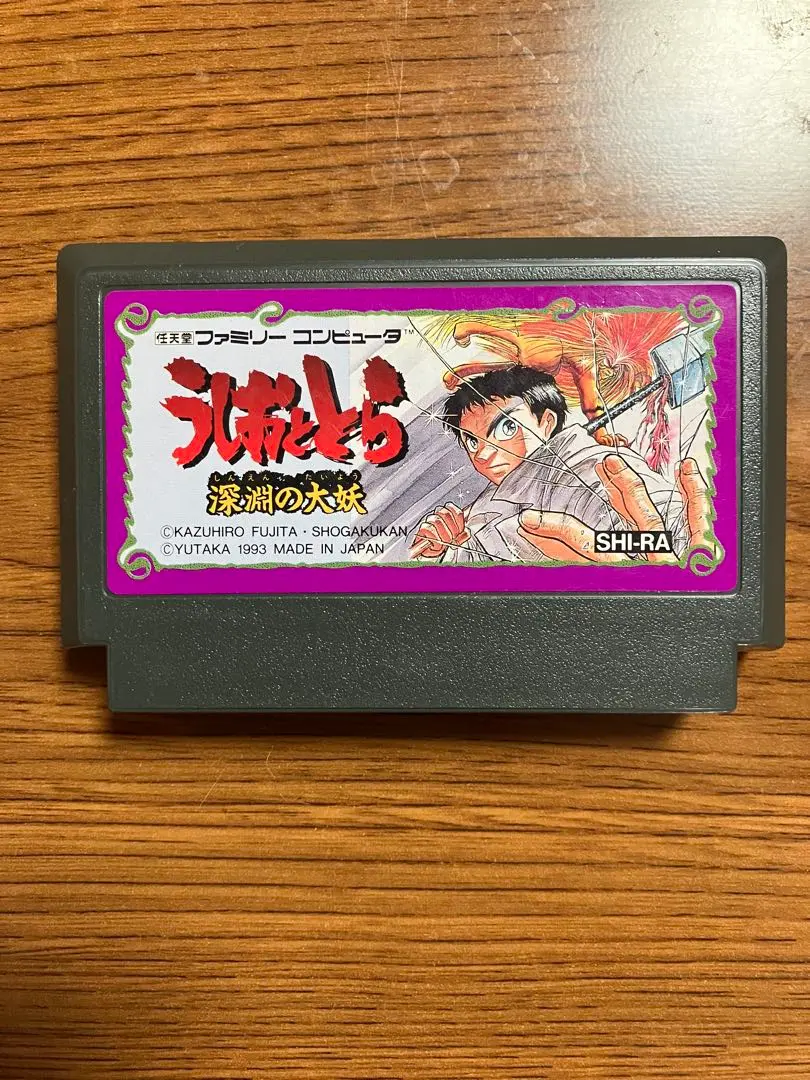 任天堂 ファミリー コンピュータ™
うしおととら
しんえん たいよう
深淵の大妖
©KAZUHIRO FUJITA・SHOGAKUKAN
©YUTAKA 1993 MADE IN JAPAN
SHI-RA